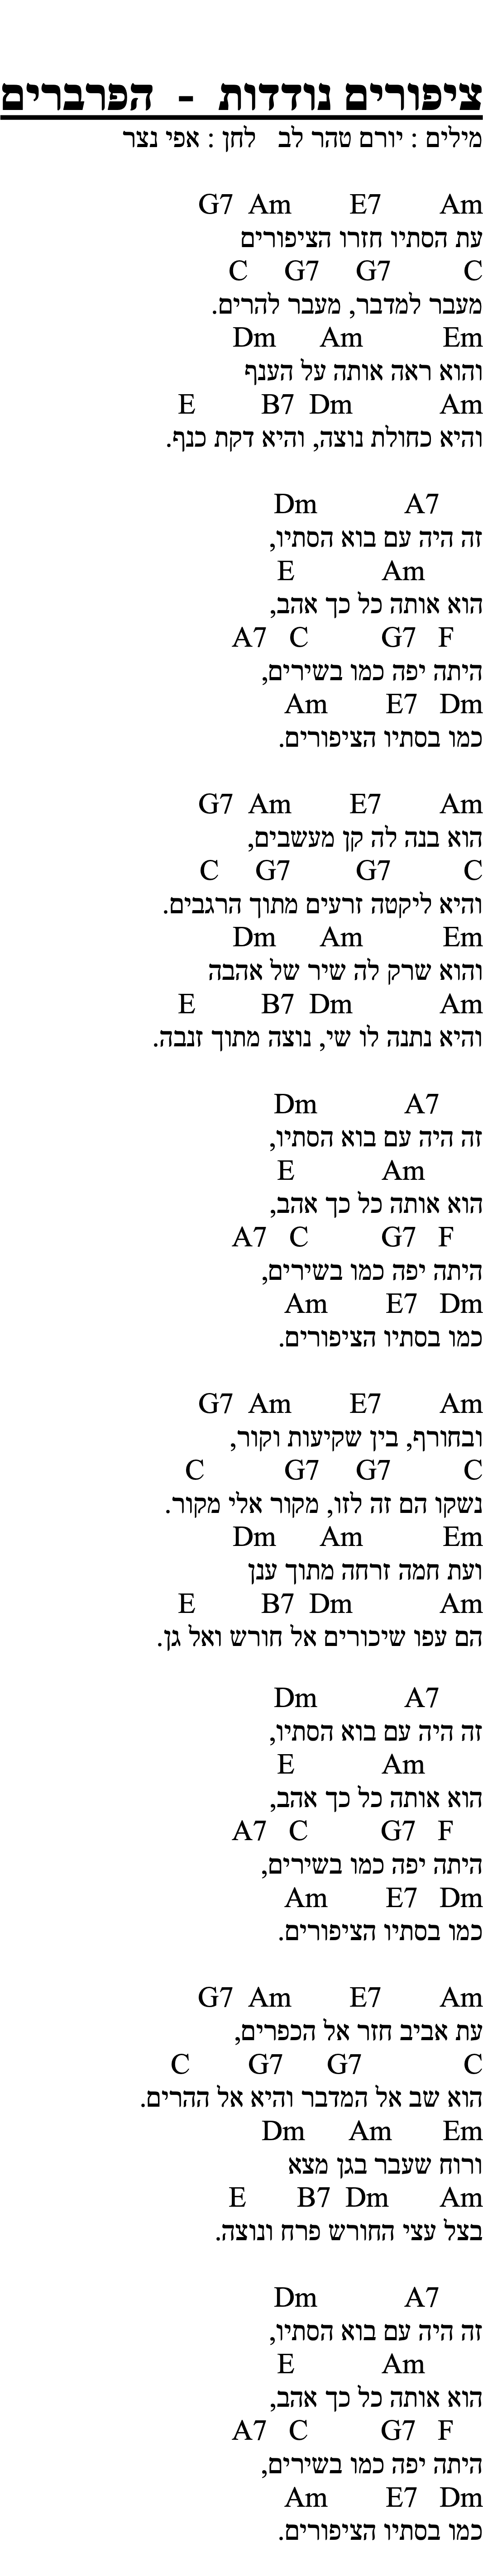 ציפורים נודדות - הפרברים
מילים : יורם טהר לב לחן : אפי נצר
G7 Am E7 Am
עת הסתיו חזרו הציפורים
C G7 G7 C
מעבר למדבר, מעבר להרים.
Dm Am Em
והוא ראה אותה על הענף
E B7 Dm Am
והיא כחולת נוצה, והיא דקת כנף.
Dm A7
זה היה עם בוא הסתיו,
E Am
הוא אותה כל כך אהב,
A7 C G7 F
היתה יפה כמו בשירים,
Am E7 Dm
כמו בסתיו הציפורים.
G7 Am E7 Am
הוא בנה לה קן מעשבים,
C G7 G7 C
והיא ליקטה זרעים מתוך הרגבים.
Dm Am Em
והוא שרק לה שיר של אהבה
E B7 Dm Am
והיא נתנה לו שי, נוצה מתוך זנבה.
Dm A7
זה היה עם בוא הסתיו,
E Am
הוא אותה כל כך אהב,
A7 C G7 F
היתה יפה כמו בשירים,
Am E7 Dm
כמו בסתיו הציפורים.
G7 Am E7 Am
ובחורף, בין שקיעות וקור,
C G7 G7 C
נשקו הם זה לזו, מקור אלי מקור.
Dm Am Em
ועת חמה זרחה מתוך ענן
E B7 Dm Am
הם עפו שיכורים אל חורש ואל גן.
Dm A7
זה היה עם בוא הסתיו,
E Am
הוא אותה כל כך אהב,
A7 C G7 F
היתה יפה כמו בשירים,
Am E7 Dm
כמו בסתיו הציפורים.
G7 Am E7 Am
עת אביב חזר אל הכפרים,
C G7 G7 C
הוא שב אל המדבר והיא אל ההרים.
Dm Am Em
ורוח שעבר בגן מצא
E B7 Dm Am
בצל עצי החורש פרח ונוצה.
Dm A7
זה היה עם בוא הסתיו,
E Am
הוא אותה כל כך אהב,
A7 C G7 F
היתה יפה כמו בשירים,
Am E7 Dm
כמו בסתיו הציפורים.